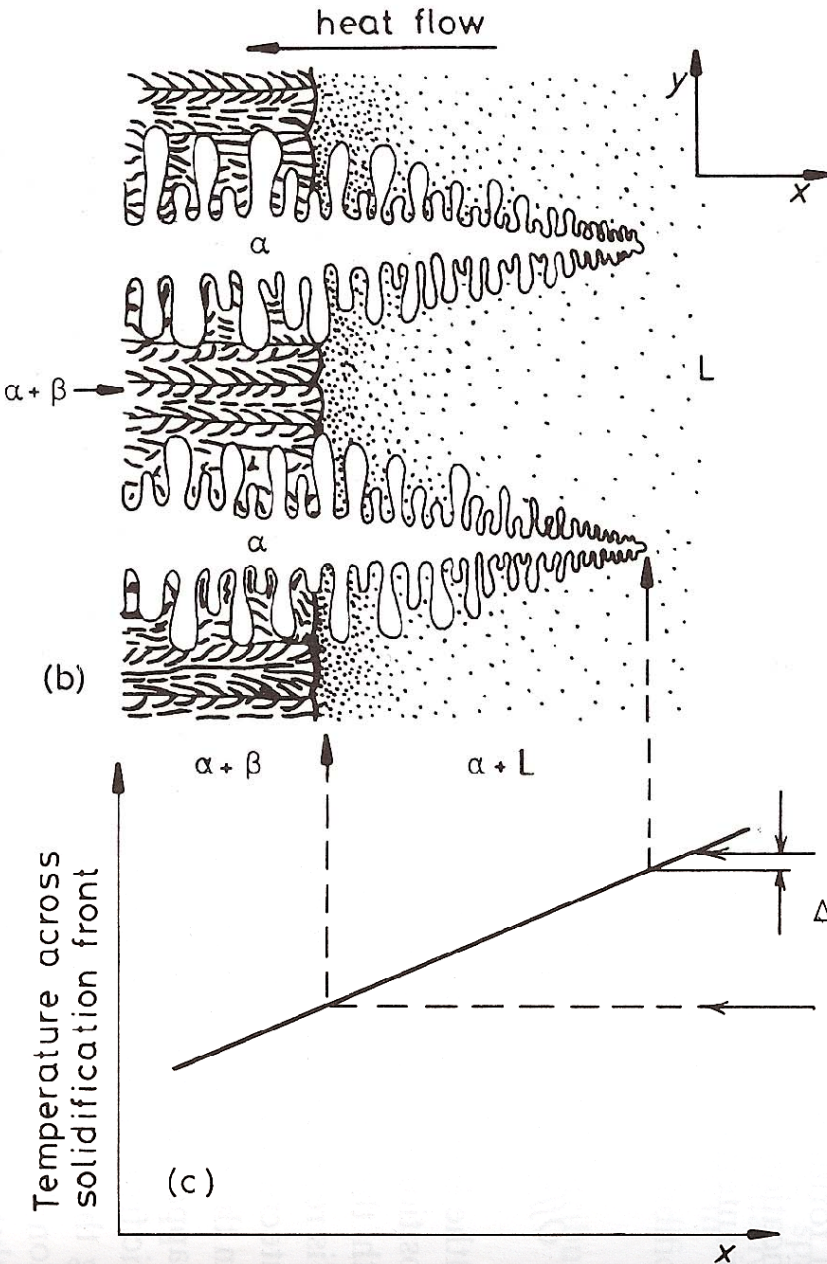 heat flow
y
x
α
L
α + β
α
(b)
α + β
α + L
Δ
Temperature across
solidification front
(c)
x